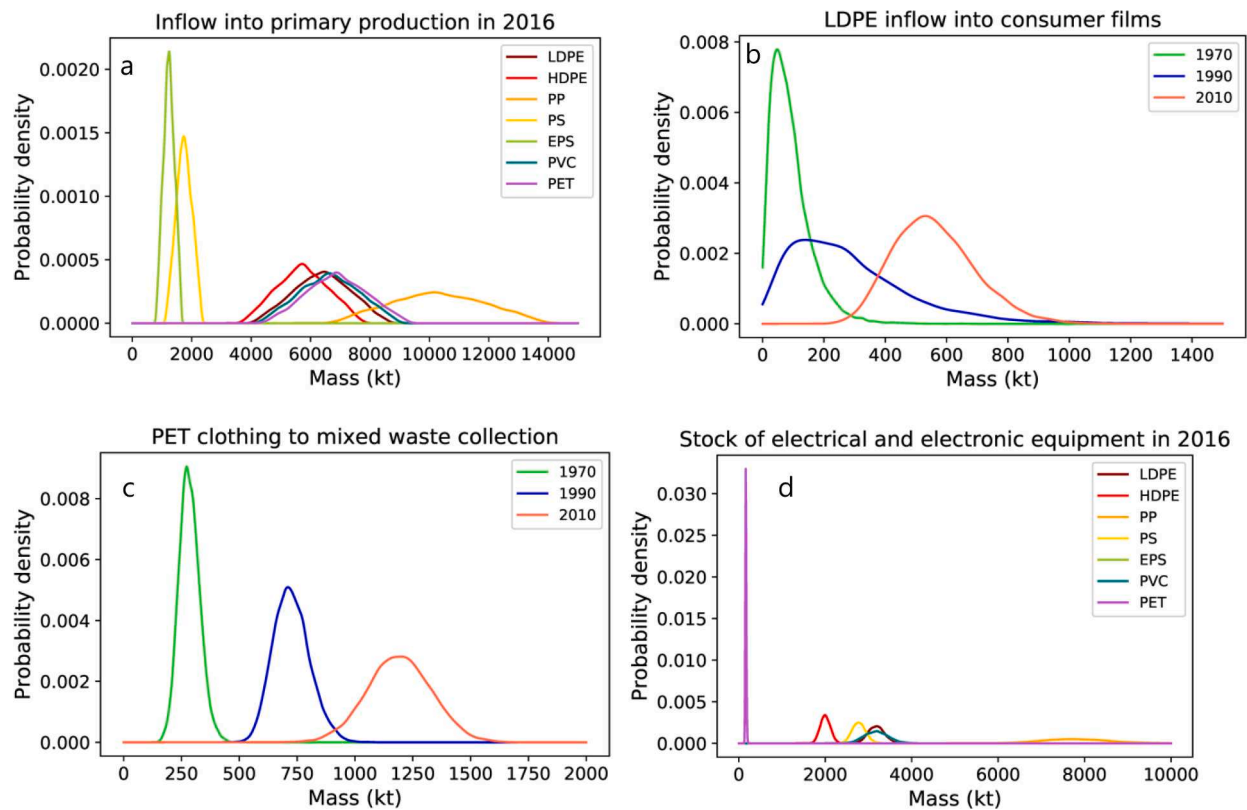 Inflow into primary production in 2016
a
LDPE
HDPE
PP
PS
EPS
PVC
PET
0.0020
0.0015
0.0010
0.0005
0.0000
Probability density
0 2000 4000 6000 8000 10000 12000 14000
Mass (kt)
LDPE inflow into consumer films
b
1970
1990
2010
0.008
0.006
0.004
0.002
0.000
Probability density
0 200 400 600 800 1000 1200 1400
Mass (kt)
PET clothing to mixed waste collection
c
1970
1990
2010
0.008
0.006
0.004
0.002
0.000
Probability density
0 250 500 750 1000 1250 1500 1750 2000
Mass (kt)
Stock of electrical and electronic equipment in 2016
d
LDPE
HDPE
PP
PS
EPS
PVC
PET
0.030
0.025
0.020
0.015
0.010
0.005
0.000
Probability density
0 2000 4000 6000 8000 10000
Mass (kt)